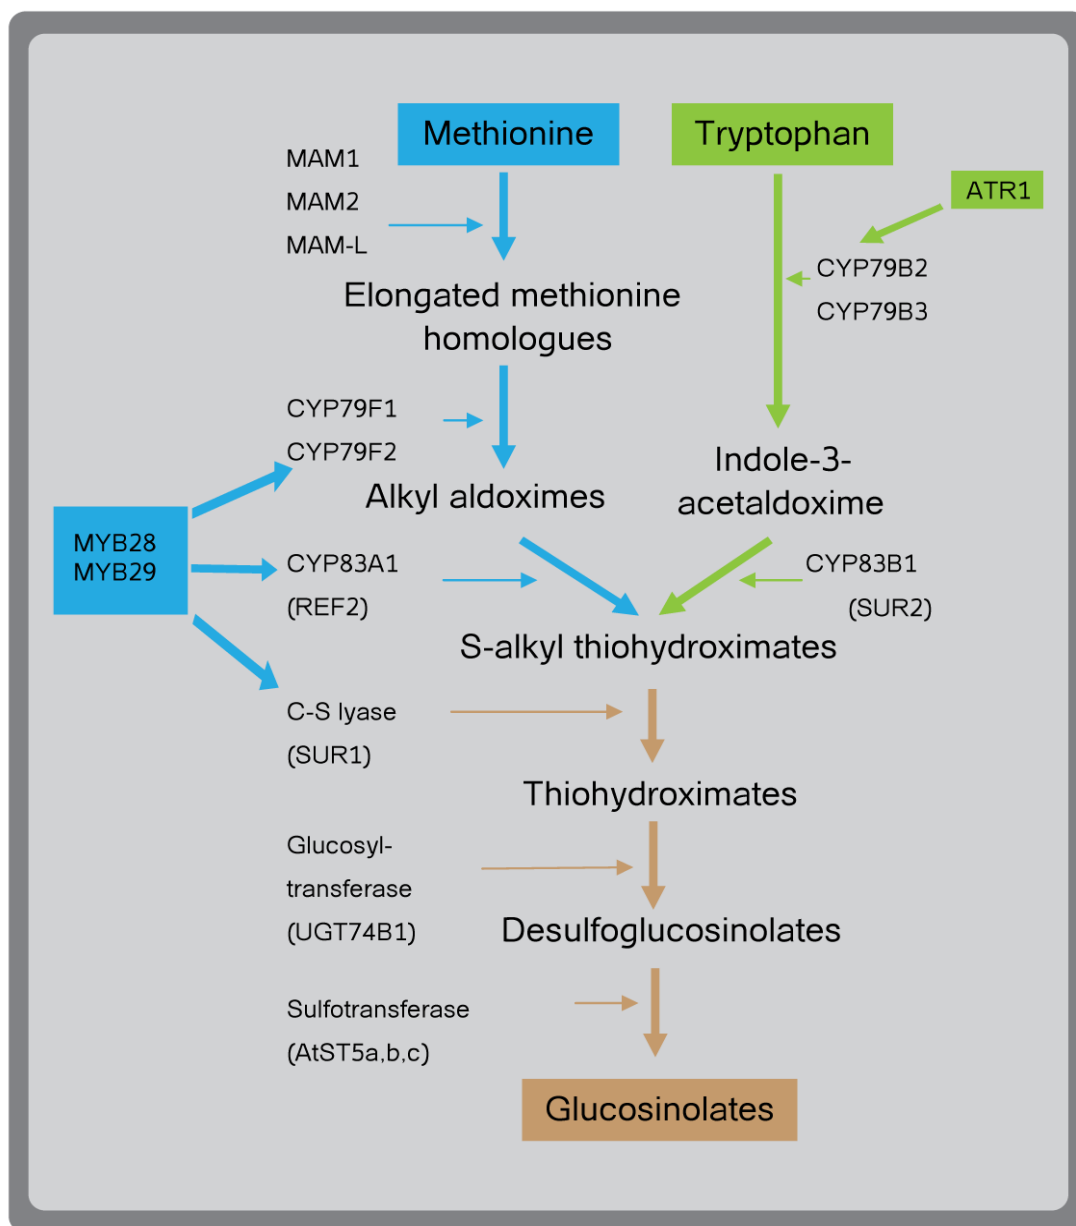 Methionine
Tryptophan
MAM1
MAM2
MAM-L
ATR1
CYP79B2
CYP79B3
Elongated methionine
homologues
CYP79F1
CYP79F2
Indole-3-
acetaldoxime
Alkyl aldoximes
MYB28
MYB29
CYP83A1
(REF2)
CYP83B1
(SUR2)
S-alkyl thiohydroximates
C-S lyase
(SUR1)
Thiohydroximates
Glucosyl-
transferase
(UGT74B1)
Desulfoglucosinolates
Sulfotransferase
(AtST5a,b,c)
Glucosinolates